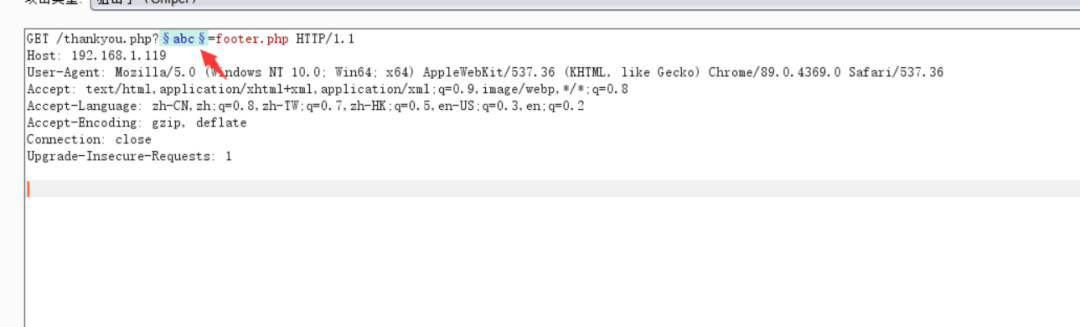 (Sniper)
GET /thankyou.php?§abc§=footer.php HTTP/1.1
Host: 192.168.1.119
User-Agent: Mozilla/5.0 (Windows NT 10.0; Win64; x64) AppleWebKit/537.36 (KHTML, like Gecko) Chrome/89.0.4369.0 Safari/537.36
Accept: text/html,application/xhtml+xml,application/xml;q=0.9,image/webp,*/*;q=0.8
Accept-Language: zh-CN,zh;q=0.8,zh-TW;q=0.7,zh-HK;q=0.5,en-US;q=0.3,en;q=0.2
Accept-Encoding: gzip, deflate
Connection: close
Upgrade-Insecure-Requests: 1